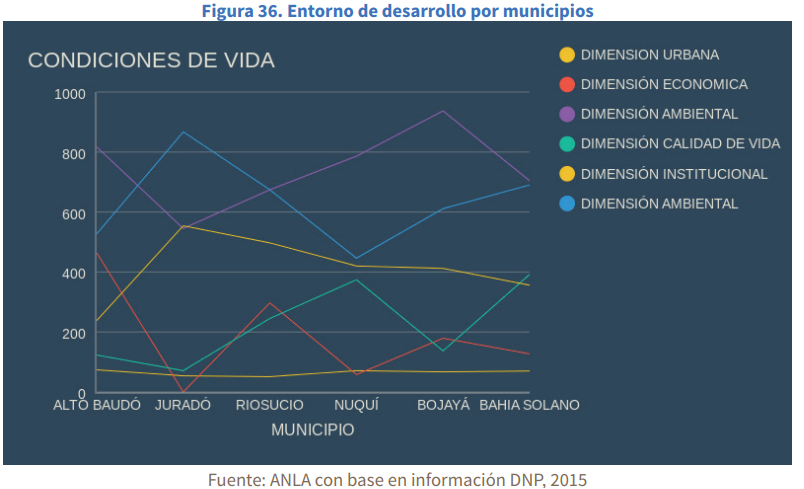 Figura 36. Entorno de desarrollo por municipios
CONDICIONES DE VIDA
1000
800
600
400
200
0
ALTO BAUDÓ JURADÓ RIOSUCIO NUQUÍ BOJAYÁ BAHIA SOLANO
MUNICIPIO
DIMENSION URBANA
DIMENSIÓN ECONOMICA
DIMENSIÓN AMBIENTAL
DIMENSIÓN CALIDAD DE VIDA
DIMENSIÓN INSTITUCIONAL
DIMENSIÓN AMBIENTAL
Fuente: ANLA con base en información DNP, 2015